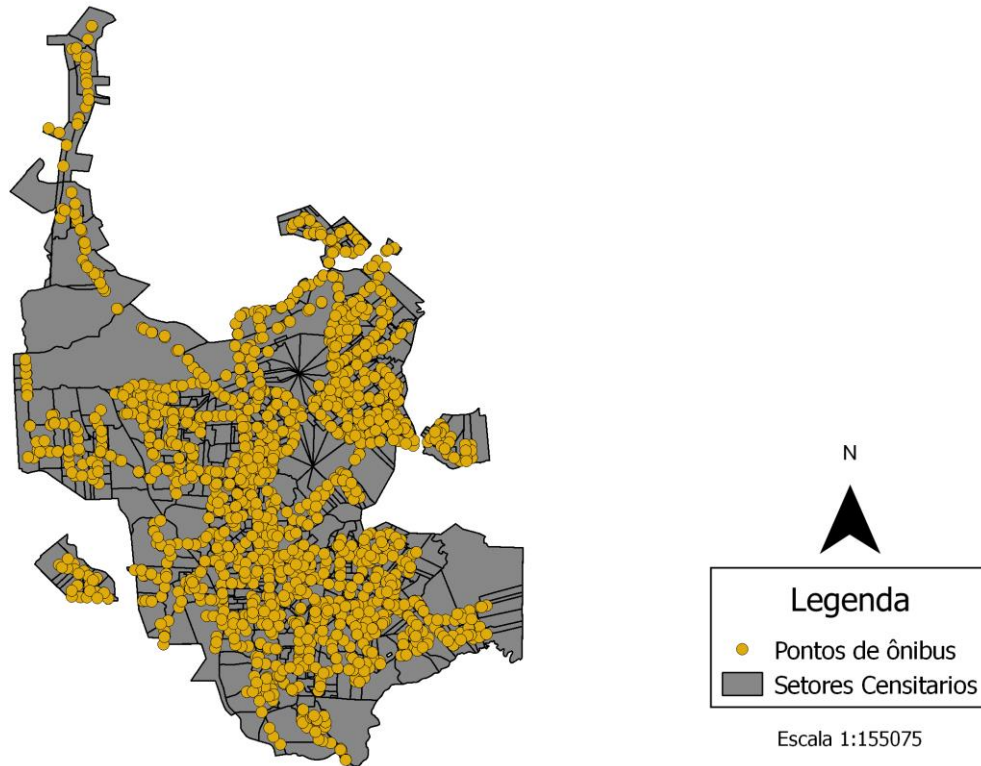 N
Legenda
Pontos de ônibus
Setores Censitarios
Escala 1:155075